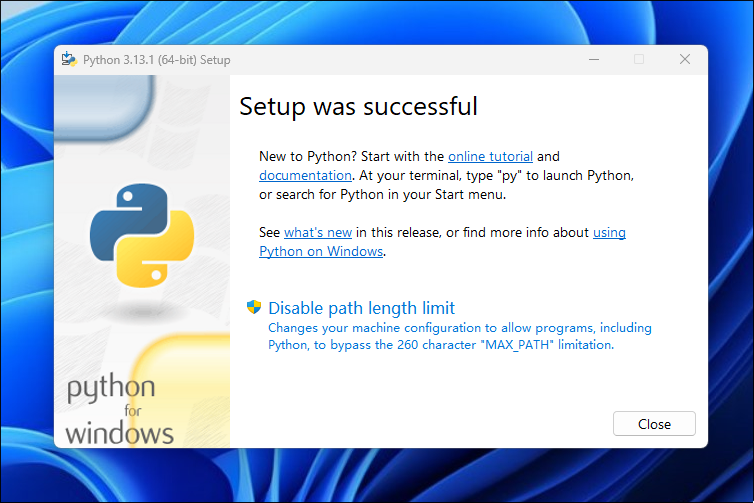 Python 3.13.1 (64-bit) Setup
Setup was successful
New to Python? Start with the online tutorial and
documentation. At your terminal, type "py" to launch Python,
or search for Python in your Start menu.
See what's new in this release, or find more info about using
Python on Windows.
Disable path length limit
Changes your machine configuration to allow programs, including
Python, to bypass the 260 character "MAX_PATH" limitation.
python
for
windows
Close